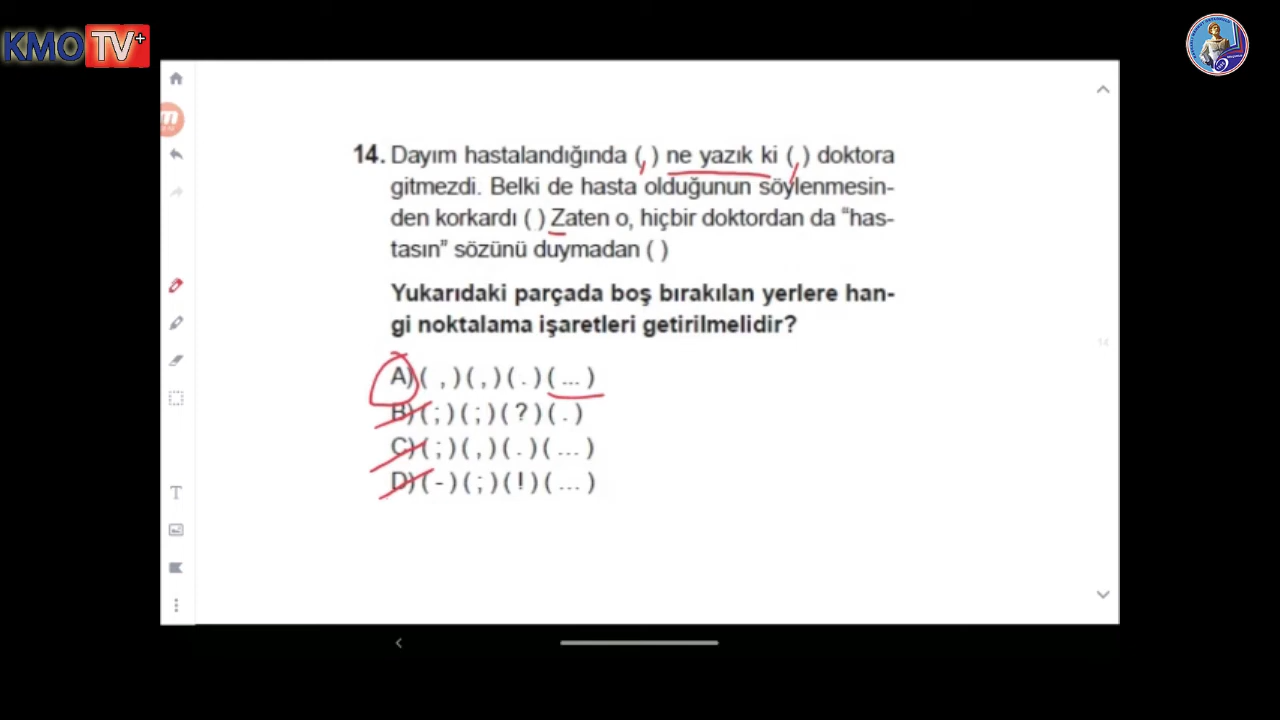 KMO TV+
14. Dayım hastalandığında (,) ne yazık ki (,) doktora
gitmezdi. Belki de hasta olduğunun söylenmesin-
den korkardı ( ) Zaten o, hiçbir doktordan da “has-
tasın” sözünü duymadan ( )
Yukarıdaki parçada boş bırakılan yerlere han-
gi noktalama işaretleri getirilmelidir?
A) ( , ) ( , ) ( . ) ( ... )
B) ( ; ) ( ; ) ( ? ) ( . )
C) ( ; ) ( , ) ( . ) ( ... )
D) ( - ) ( ; ) ( ! ) ( ... )
14
T